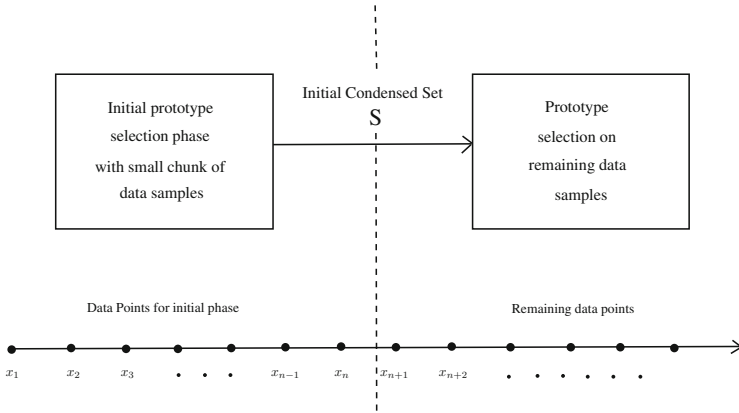 Initial prototype
selection phase
with small chunk of
data samples
Initial Condensed Set
S
Prototype
selection on
remaining data
samples
Data Points for initial phase
Remaining data points
x₁ x₂ x₃ . . . xₙ₋₁ xₙ xₙ₊₁ xₙ₊₂ . . . . . .